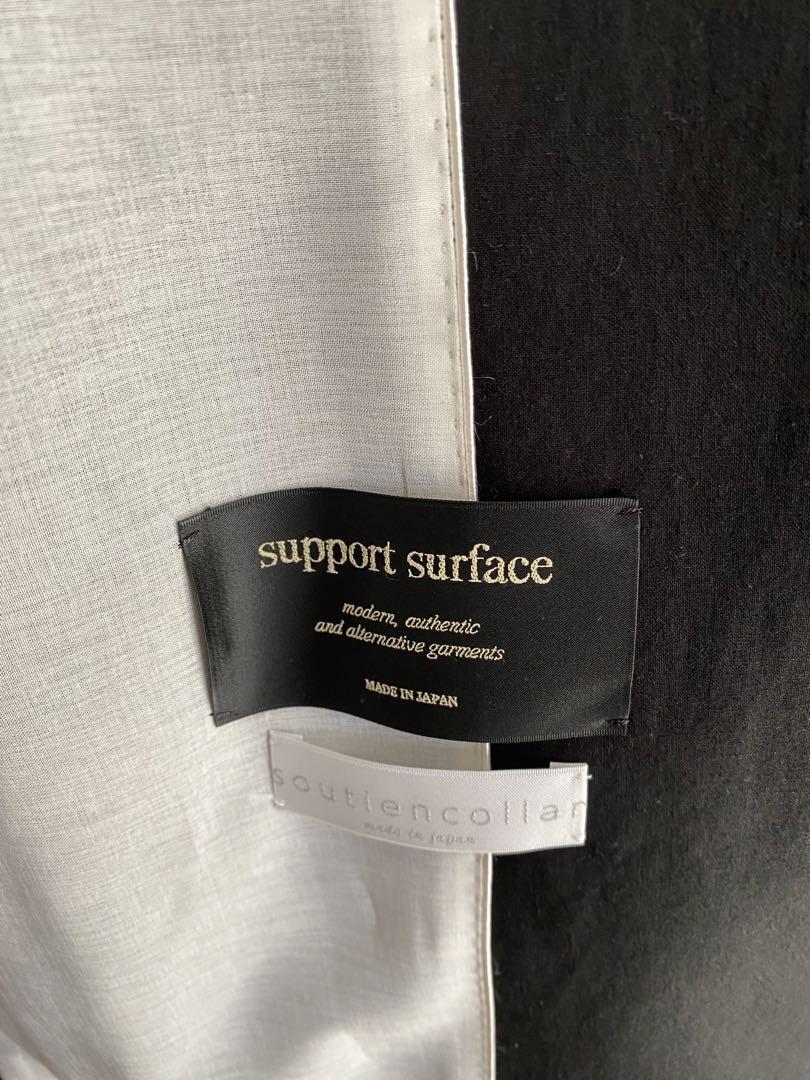 support surface
modern, authentic
and alternative garments
MADE IN JAPAN
soutiencollar
made in japan